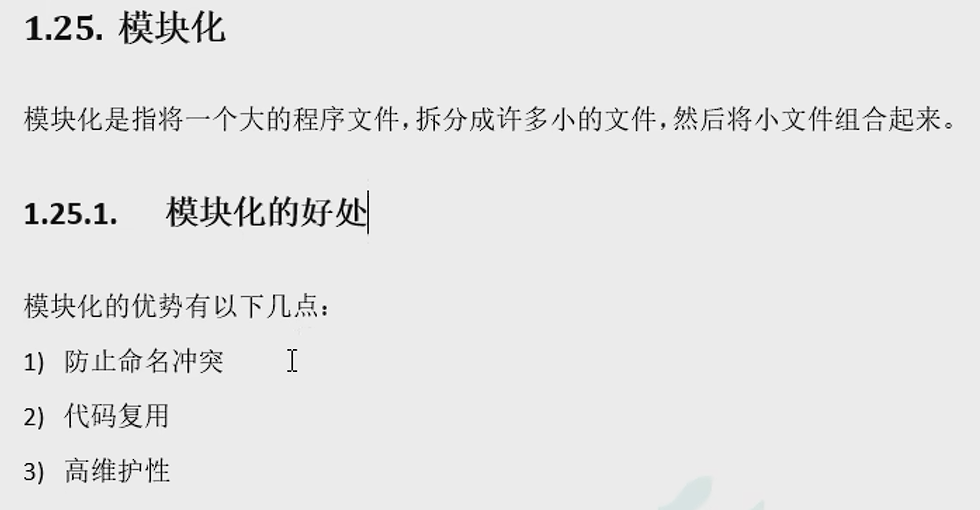 1.25. 模块化
模块化是指将一个大的程序文件,拆分成许多小的文件,然后将小文件组合起来。
1.25.1. 模块化的好处
模块化的优势有以下几点：
1) 防止命名冲突
2) 代码复用
3) 高维护性